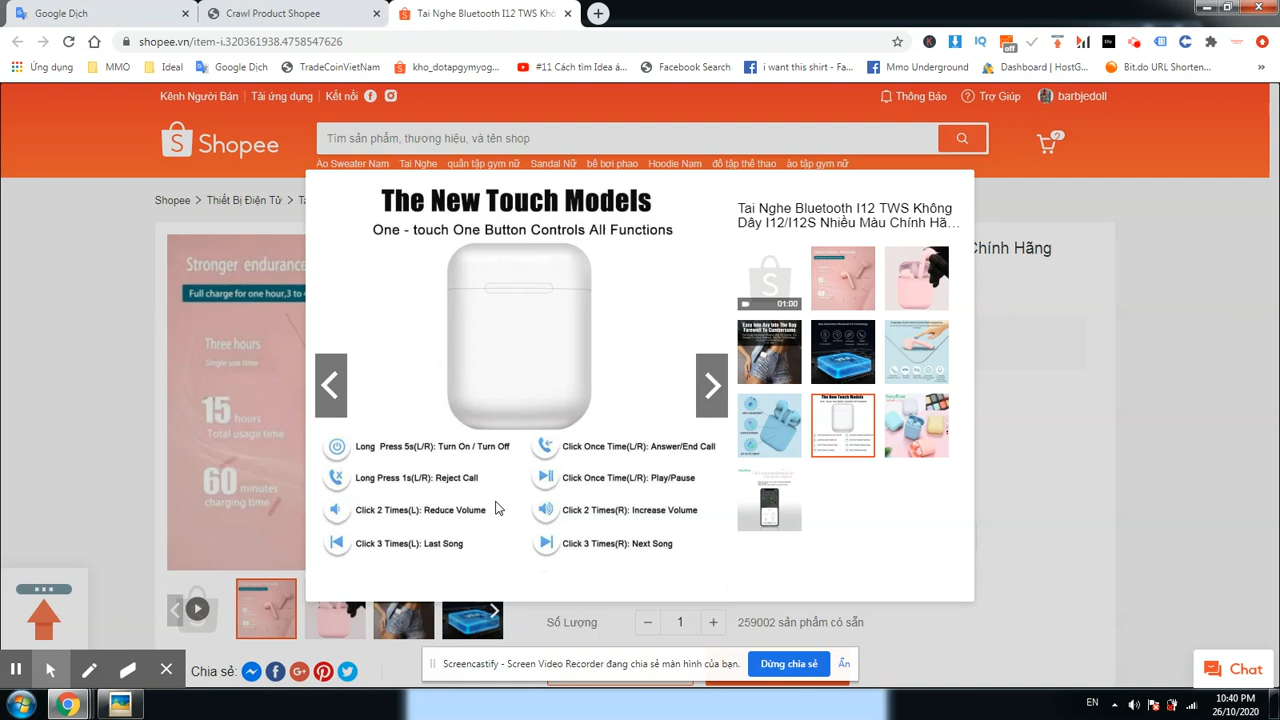 Google Dịch
Crawl Product Shopee
Tai Nghe Bluetooth I12 TWS Khô
shopee.vn/item-i.320361938.4758547626
off
Ứng dụng
MMO
Ideal
Google Dịch
TradeCoinVietNam
kho_dotapgymyog...
#11 Cách tìm Idea á...
Facebook Search
i want this shirt - Fa...
Mmo Underground
Dashboard | HostG...
Bit.do URL Shorten...
Kênh Người Bán
Tải ứng dụng
Kết nối
Thông Báo
Trợ Giúp
barbjedoll
Shopee
Tìm sản phẩm, thương hiệu, và tên shop
2
Áo Sweater Nam
Tai Nghe
quần tập gym nữ
Sandal Nữ
bể bơi phao
Hoodie Nam
đồ tập thể thao
áo tập gym nữ
Shopee
Thiết Bị Điện Tử
Chính Hãng
Stronger endurance
Full charge for one hour,3 to 4
Three hours
Single use time
15 hours
Total usage time
60 minutes
charging time
The New Touch Models
One - touch One Button Controls All Functions
Long Press 5s(L/R): Turn On / Turn Off
Click Once Time(L/R): Answer/End Call
Long Press 1s(L/R): Reject Call
Click Once Time(L/R): Play/Pause
Click 2 Times(L): Reduce Volume
Click 2 Times(R): Increase Volume
Click 3 Times(L): Last Song
Click 3 Times(R): Next Song
Tai Nghe Bluetooth I12 TWS Không
Dây I12/I12S Nhiều Màu Chính Hã...
01:00
The New Touch Models
Số Lượng
1
259002 sản phẩm có sẵn
Chia sẻ:
Screencastify - Screen Video Recorder đang chia sẻ màn hình của bạn.
Dừng chia sẻ
Ẩn
Chat
EN
10:40 PM
26/10/2020